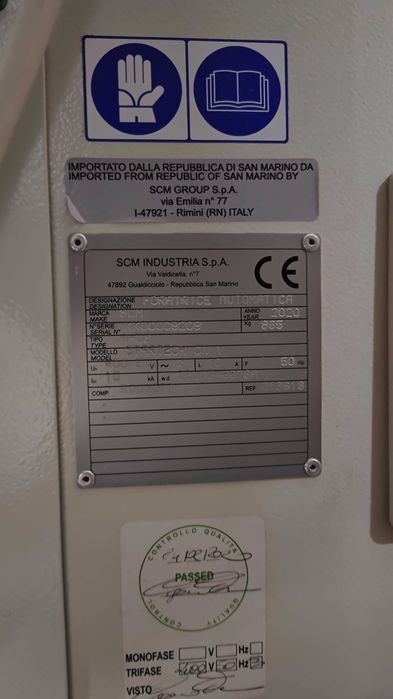 IMPORTATO DALLA REPUBBLICA DI SAN MARINO DA
IMPORTED FROM REPUBLIC OF SAN MARINO BY
SCM GROUP S.p.A.
via Emilia n° 77
I-47921 - Rimini (RN) ITALY
SCM INDUSTRIA S.p.A.
Via Valdicella, n°7
47892 Gualdicciolo - Repubblica San Marino
CE
DESIGNAZIONE
DESIGNATION
FORATRICE AUTOMATICA
MARCA
MAKE
SCM
ANNO
YEAR
2020
N°SERIE
SERIAL N°
Kg
865
TIPO
TYPE
MODELLO
MODEL
V
A
F
50 Hz
kA
w.d.
COMP.
REF.
CONTROLLO QUALITA'
PASSED
CONTROL QUALITY
MONOFASE V Hz
TRIFASE 400 V 50 Hz
VISTO